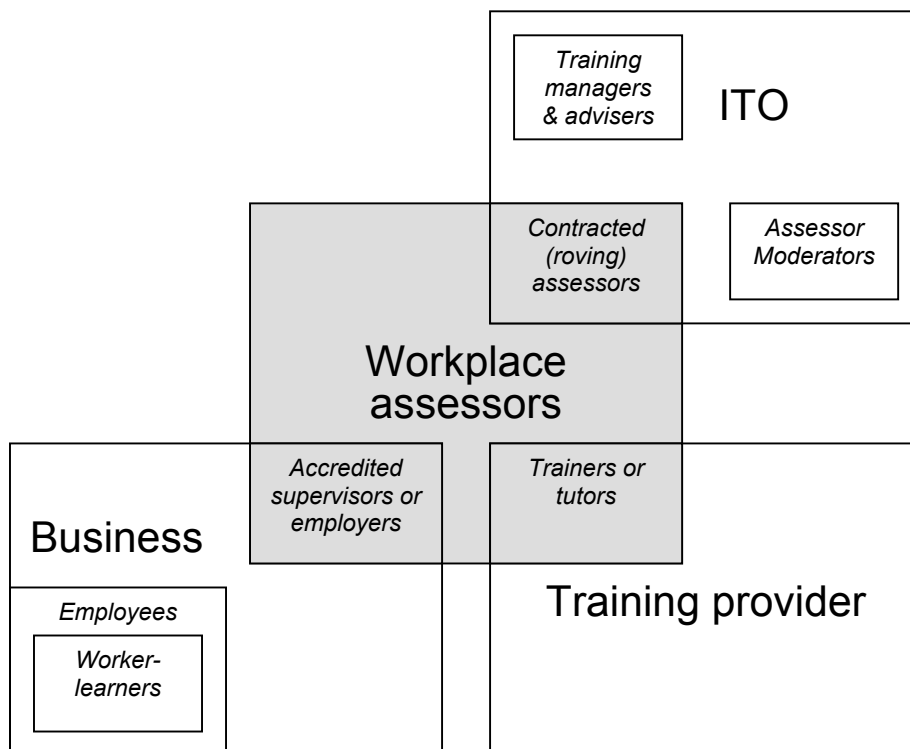 Training
managers
& advisers
ITO
Contracted
(roving)
assessors
Assessor
Moderators
Workplace
assessors
Accredited
supervisors or
employers
Trainers or
tutors
Business
Training provider
Employees
Worker-
learners